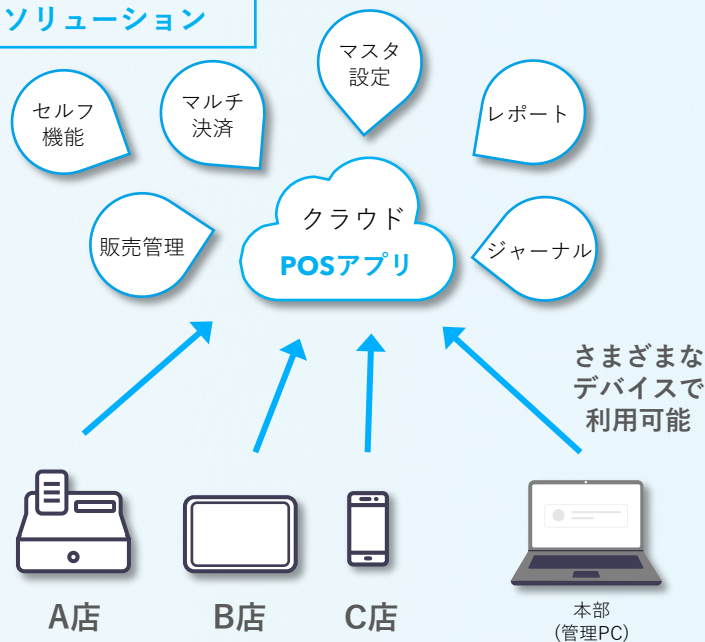 ソリューション
マスタ
設定
セルフ
機能
マルチ
決済
レポート
販売管理
クラウド
POSアプリ
ジャーナル
さまざまな
デバイスで
利用可能
A店
B店
C店
本部
(管理PC)